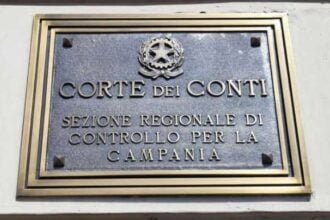 CORTE DEI CONTI
SEZIONE REGIONALE DI
CONTROLLO PER LA
CAMPANIA